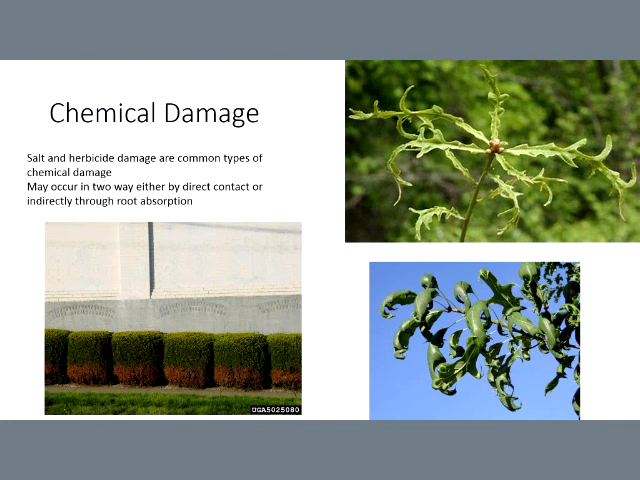 Chemical Damage
Salt and herbicide damage are common types of
chemical damage
May occur in two way either by direct contact or
indirectly through root absorption
UGA5025080